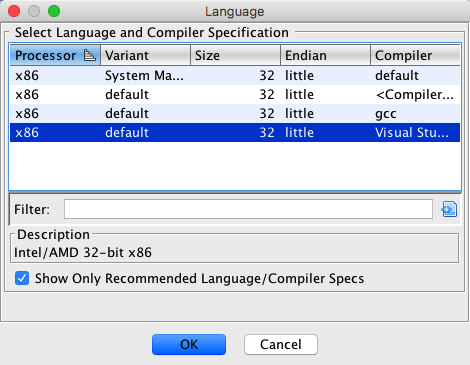 Language
Select Language and Compiler Specification
Processor Variant Size Endian Compiler
x86 System Ma... 32 little default
x86 default 32 little <Compiler...
x86 default 32 little gcc
x86 default 32 little Visual Stu...
Filter:
Description
Intel/AMD 32-bit x86
Show Only Recommended Language/Compiler Specs
OK Cancel